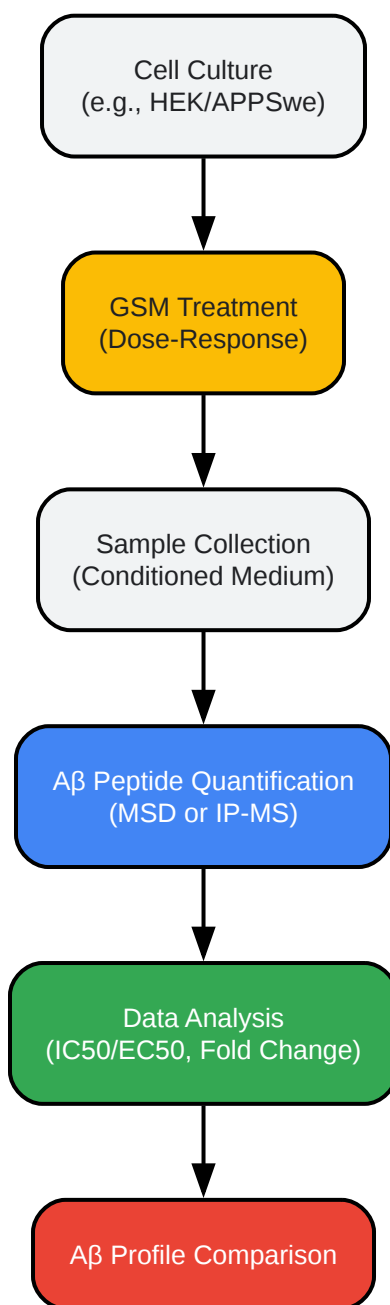 Cell Culture
(e.g., HEK/APPSwe)
GSM Treatment
(Dose-Response)
Sample Collection
(Conditioned Medium)
Aβ Peptide Quantification
(MSD or IP-MS)
Data Analysis
(IC50/EC50, Fold Change)
Aβ Profile Comparison